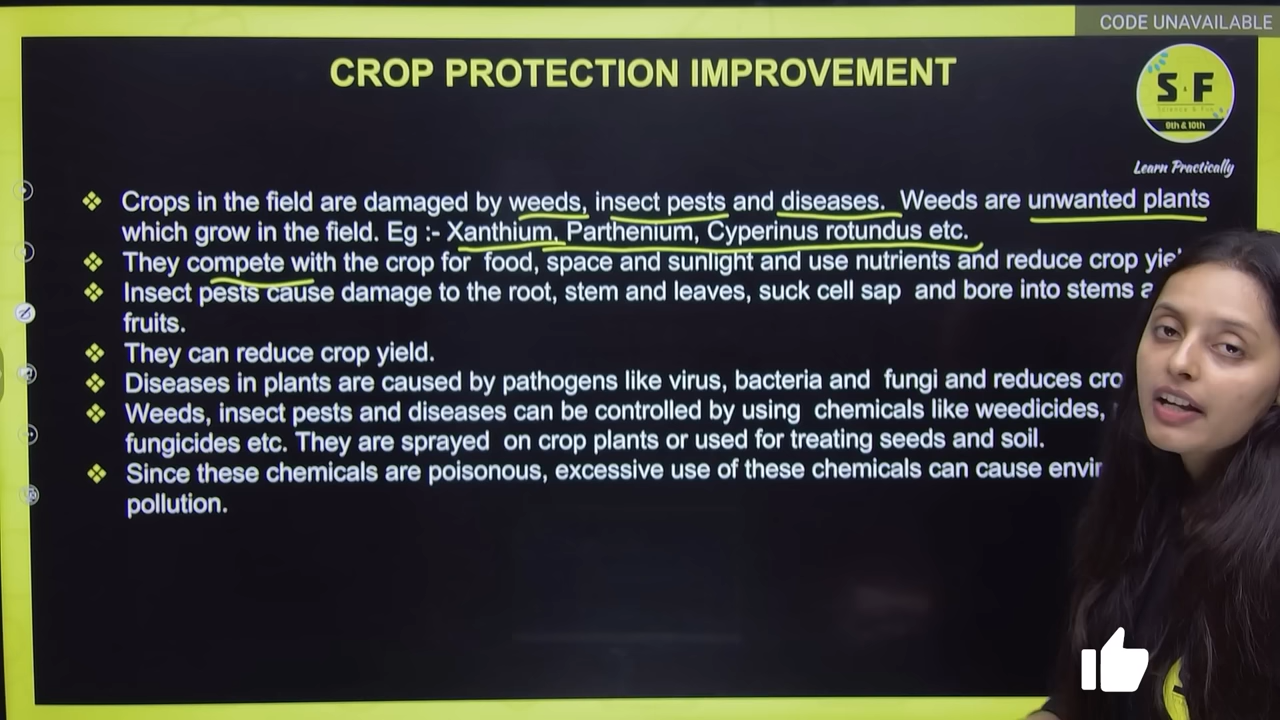 CODE UNAVAILABLE
CROP PROTECTION IMPROVEMENT
S&F
Science & Fun
9th & 10th
Learn Practically
❖ Crops in the field are damaged by weeds, insect pests and diseases. Weeds are unwanted plants
which grow in the field. Eg :- Xanthium, Parthenium, Cyperinus rotundus etc.
❖ They compete with the crop for food, space and sunlight and use nutrients and reduce crop
❖ Insect pests cause damage to the root, stem and leaves, suck cell sap and bore into stems
fruits.
❖ They can reduce crop yield.
❖ Diseases in plants are caused by pathogens like virus, bacteria and fungi and reduces
❖ Weeds, insect pests and diseases can be controlled by using chemicals like weedicides,
fungicides etc. They are sprayed on crop plants or used for treating seeds and soil.
❖ Since these chemicals are poisonous, excessive use of these chemicals can cause
pollution.